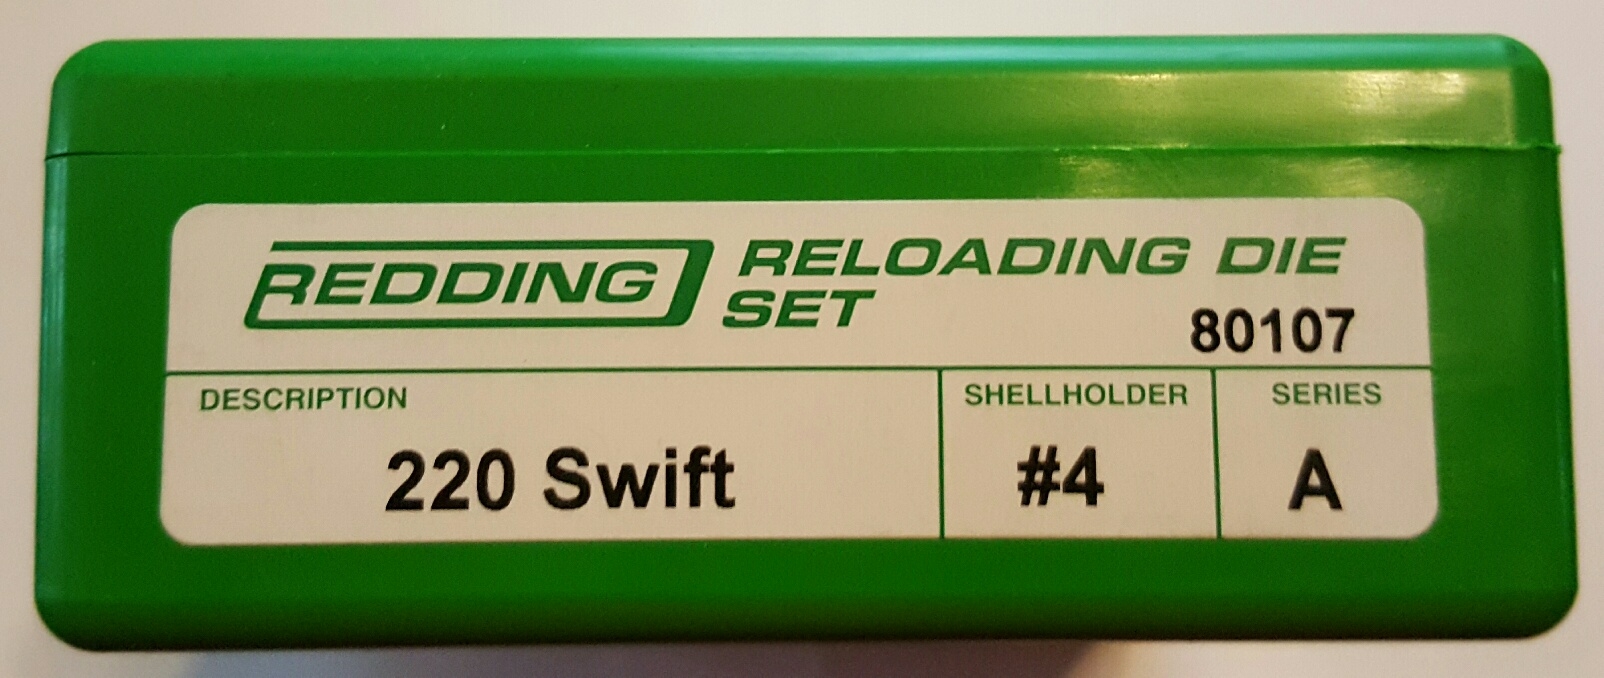 REDDING RELOADING DIE
SET
80107
DESCRIPTION SHELLHOLDER SERIES
220 Swift #4 A